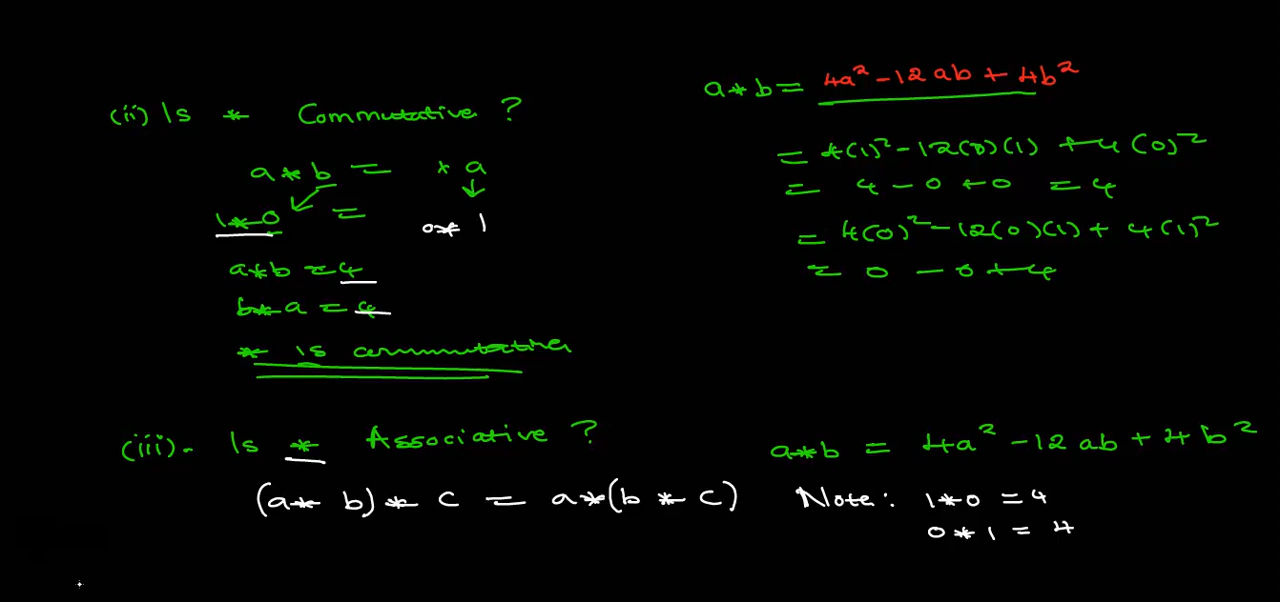 (ii) Is * Commutative ?
a * b = * a
1 * 0 = 0 * 1
a * b = 4
b * a = 4
* is commutative
a * b = 4a² - 12ab + 4b²
= 4(1)² - 12(0)(1) + 4(0)²
= 4 - 0 + 0 = 4
= 4(0)² - 12(0)(1) + 4(1)²
= 0 - 0 + 4
(iii). Is * Associative ?
(a * b) * c = a * (b * c)
a * b = 4a² - 12ab + 4b²
Note: 1 * 0 = 4
0 * 1 = 4